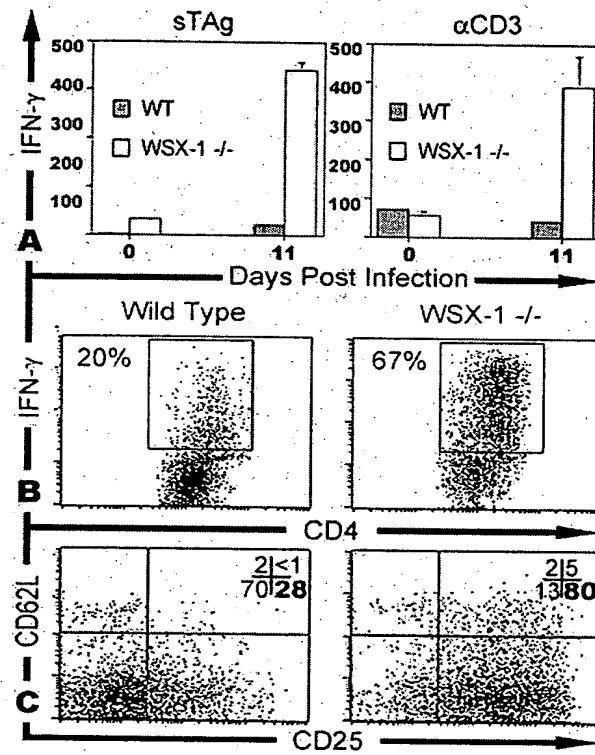 sTAg
αCD3
IFN-γ
500
400
300
200
100
WT
WSX-1 -/-
0
11
500
400
300
200
100
WT
WSX-1 -/-
0
11
A
Days Post Infection
Wild Type
WSX-1 -/-
IFN-γ
20%
67%
B
CD4
CD62L
2|<1
70|28
2|5
13|80
C
CD25